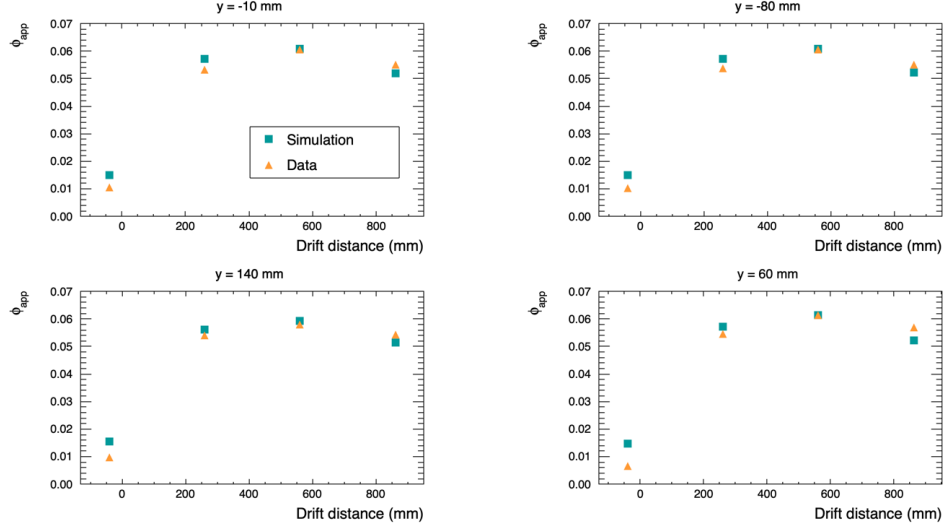 y = -10 mm
ϕapp
0.07
0.06
0.05
0.04
0.03
0.02
0.01
0.00
0 200 400 600 800
Drift distance (mm)
Simulation
Data
y = -80 mm
ϕapp
0.07
0.06
0.05
0.04
0.03
0.02
0.01
0.00
0 200 400 600 800
Drift distance (mm)
y = 140 mm
ϕapp
0.07
0.06
0.05
0.04
0.03
0.02
0.01
0.00
0 200 400 600 800
Drift distance (mm)
y = 60 mm
ϕapp
0.07
0.06
0.05
0.04
0.03
0.02
0.01
0.00
0 200 400 600 800
Drift distance (mm)